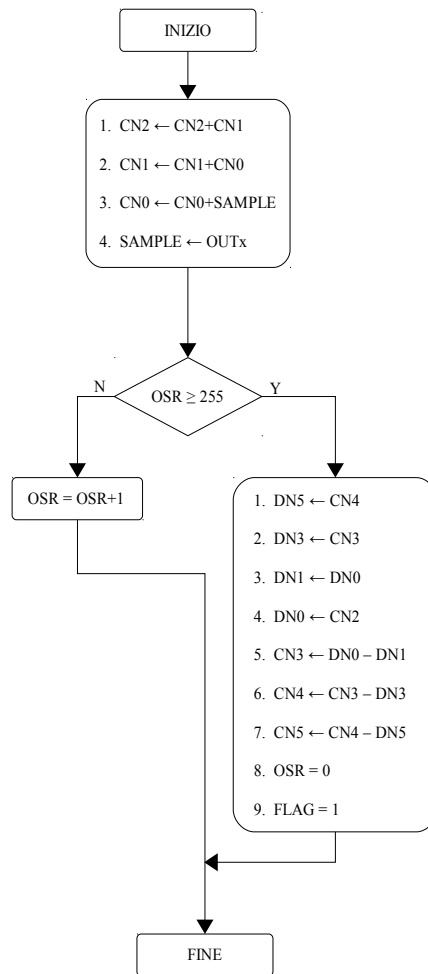 INIZIO
1. CN2 ← CN2+CN1
2. CN1 ← CN1+CN0
3. CN0 ← CN0+SAMPLE
4. SAMPLE ← OUTx
N
OSR ≥ 255
Y
OSR = OSR+1
1. DN5 ← CN4
2. DN3 ← CN3
3. DN1 ← DN0
4. DN0 ← CN2
5. CN3 ← DN0 – DN1
6. CN4 ← CN3 – DN3
7. CN5 ← CN4 – DN5
8. OSR = 0
9. FLAG = 1
FINE